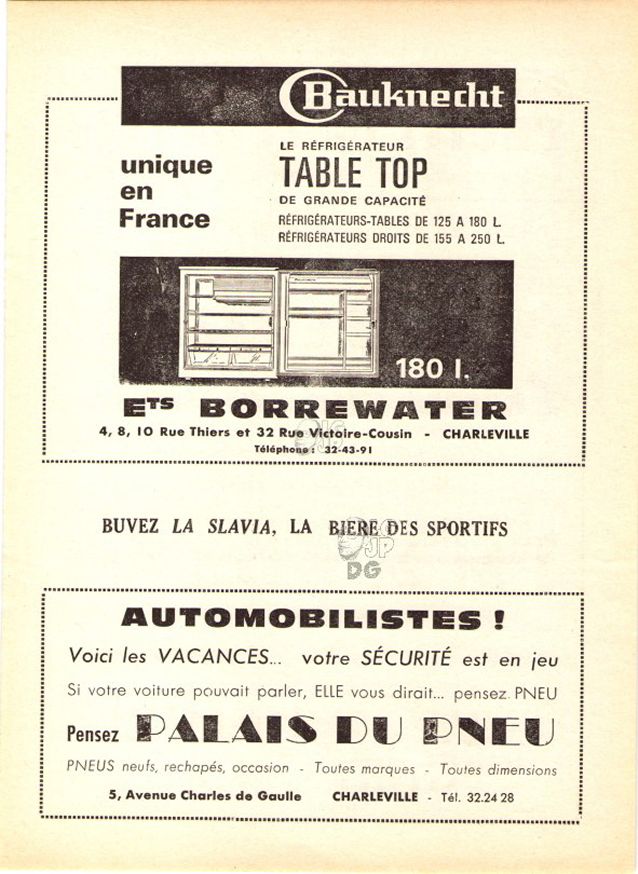 Bauknecht
unique
en
France
LE RÉFRIGÉRATEUR
TABLE TOP
DE GRANDE CAPACITÉ
RÉFRIGÉRATEURS-TABLES DE 125 A 180 L.
RÉFRIGÉRATEURS DROITS DE 155 A 250 L.
180 l.
ETS BORREWATER
4, 8, 10 Rue Thiers et 32 Rue Victoire-Cousin - CHARLEVILLE
Téléphone : 32-43-91
BUVEZ LA SLAVIA, LA BIERE DES SPORTIFS
JP
DG
AUTOMOBILISTES !
Voici les VACANCES... votre SÉCURITÉ est en jeu
Si votre voiture pouvait parler, ELLE vous dirait... pensez PNEU
Pensez PALAIS DU PNEU
PNEUS neufs, rechapés, occasion - Toutes marques - Toutes dimensions
5, Avenue Charles de Gaulle CHARLEVILLE - Tél. 32.24 28